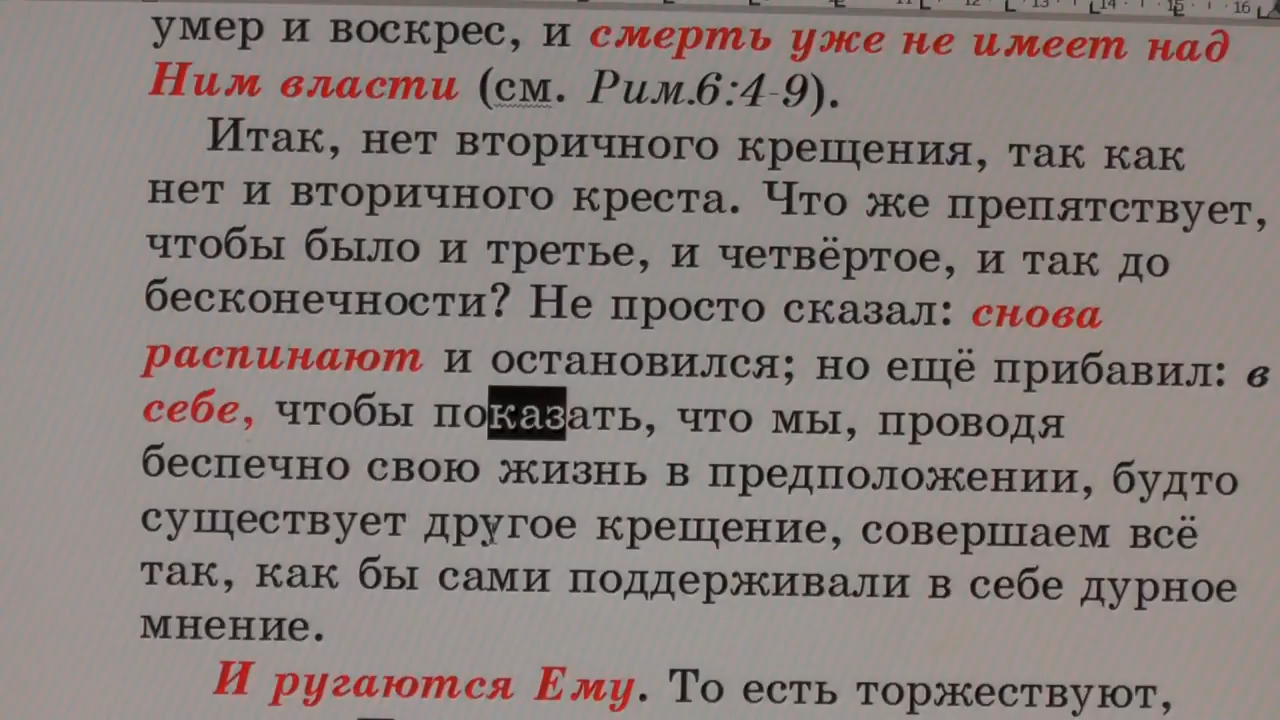 умер и воскрес, и смерть уже не имеет над
Ним власти (см. Рим.6:4-9).
Итак, нет вторичного крещения, так как
нет и вторичного креста. Что же препятствует,
чтобы было и третье, и четвёртое, и так до
бесконечности? Не просто сказал: снова
распинают и остановился; но ещё прибавил: в
себе, чтобы показать, что мы, проводя
беспечно свою жизнь в предположении, будто
существует другое крещение, совершаем всё
так, как бы сами поддерживали в себе дурное
мнение.
И ругаются Ему. То есть торжествуют,